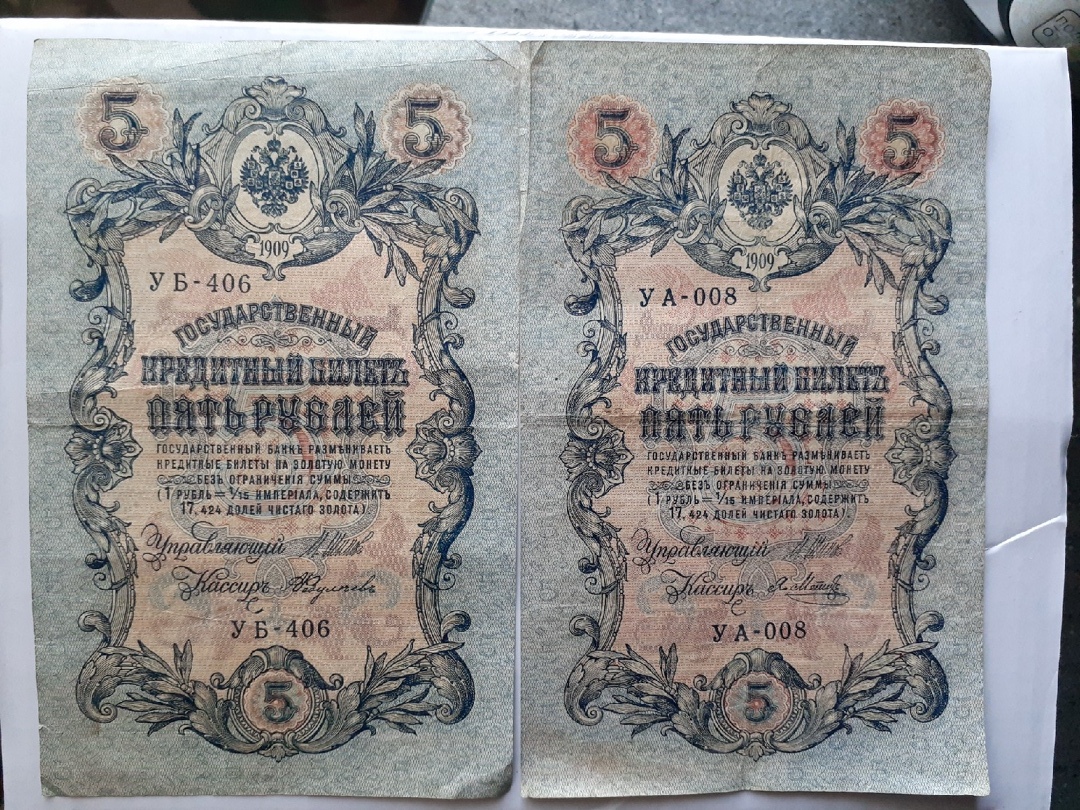 5 5
1909
УБ-406
ГОСУДАРСТВЕННЫЙ
КРЕДИТНЫЙ БИЛЕТЪ
ПЯТЬ РУБЛЕЙ
ГОСУДАРСТВЕННЫЙ БАНКЪ РАЗМѢНИВАЕТЪ
КРЕДИТНЫЕ БИЛЕТЫ НА ЗОЛОТУЮ МОНЕТУ
БЕЗЪ ОГРАНИЧЕНІЯ СУММЫ
(1 РУБЛЬ = 1/15 ИМПЕРІАЛА, СОДЕРЖИТЪ
17,424 ДОЛЕЙ ЧИСТАГО ЗОЛОТА).
Управляющій
Кассиръ
УБ-406
5
5 5
1909
УА-008
ГОСУДАРСТВЕННЫЙ
КРЕДИТНЫЙ БИЛЕТЪ
ПЯТЬ РУБЛЕЙ
ГОСУДАРСТВЕННЫЙ БАНКЪ РАЗМѢНИВАЕТЪ
КРЕДИТНЫЕ БИЛЕТЫ НА ЗОЛОТУЮ МОНЕТУ
БЕЗЪ ОГРАНИЧЕНІЯ СУММЫ
(1 РУБЛЬ = 1/15 ИМПЕРІАЛА, СОДЕРЖИТЪ
17,424 ДОЛЕЙ ЧИСТАГО ЗОЛОТА).
Управляющій
Кассиръ
УА-008
5